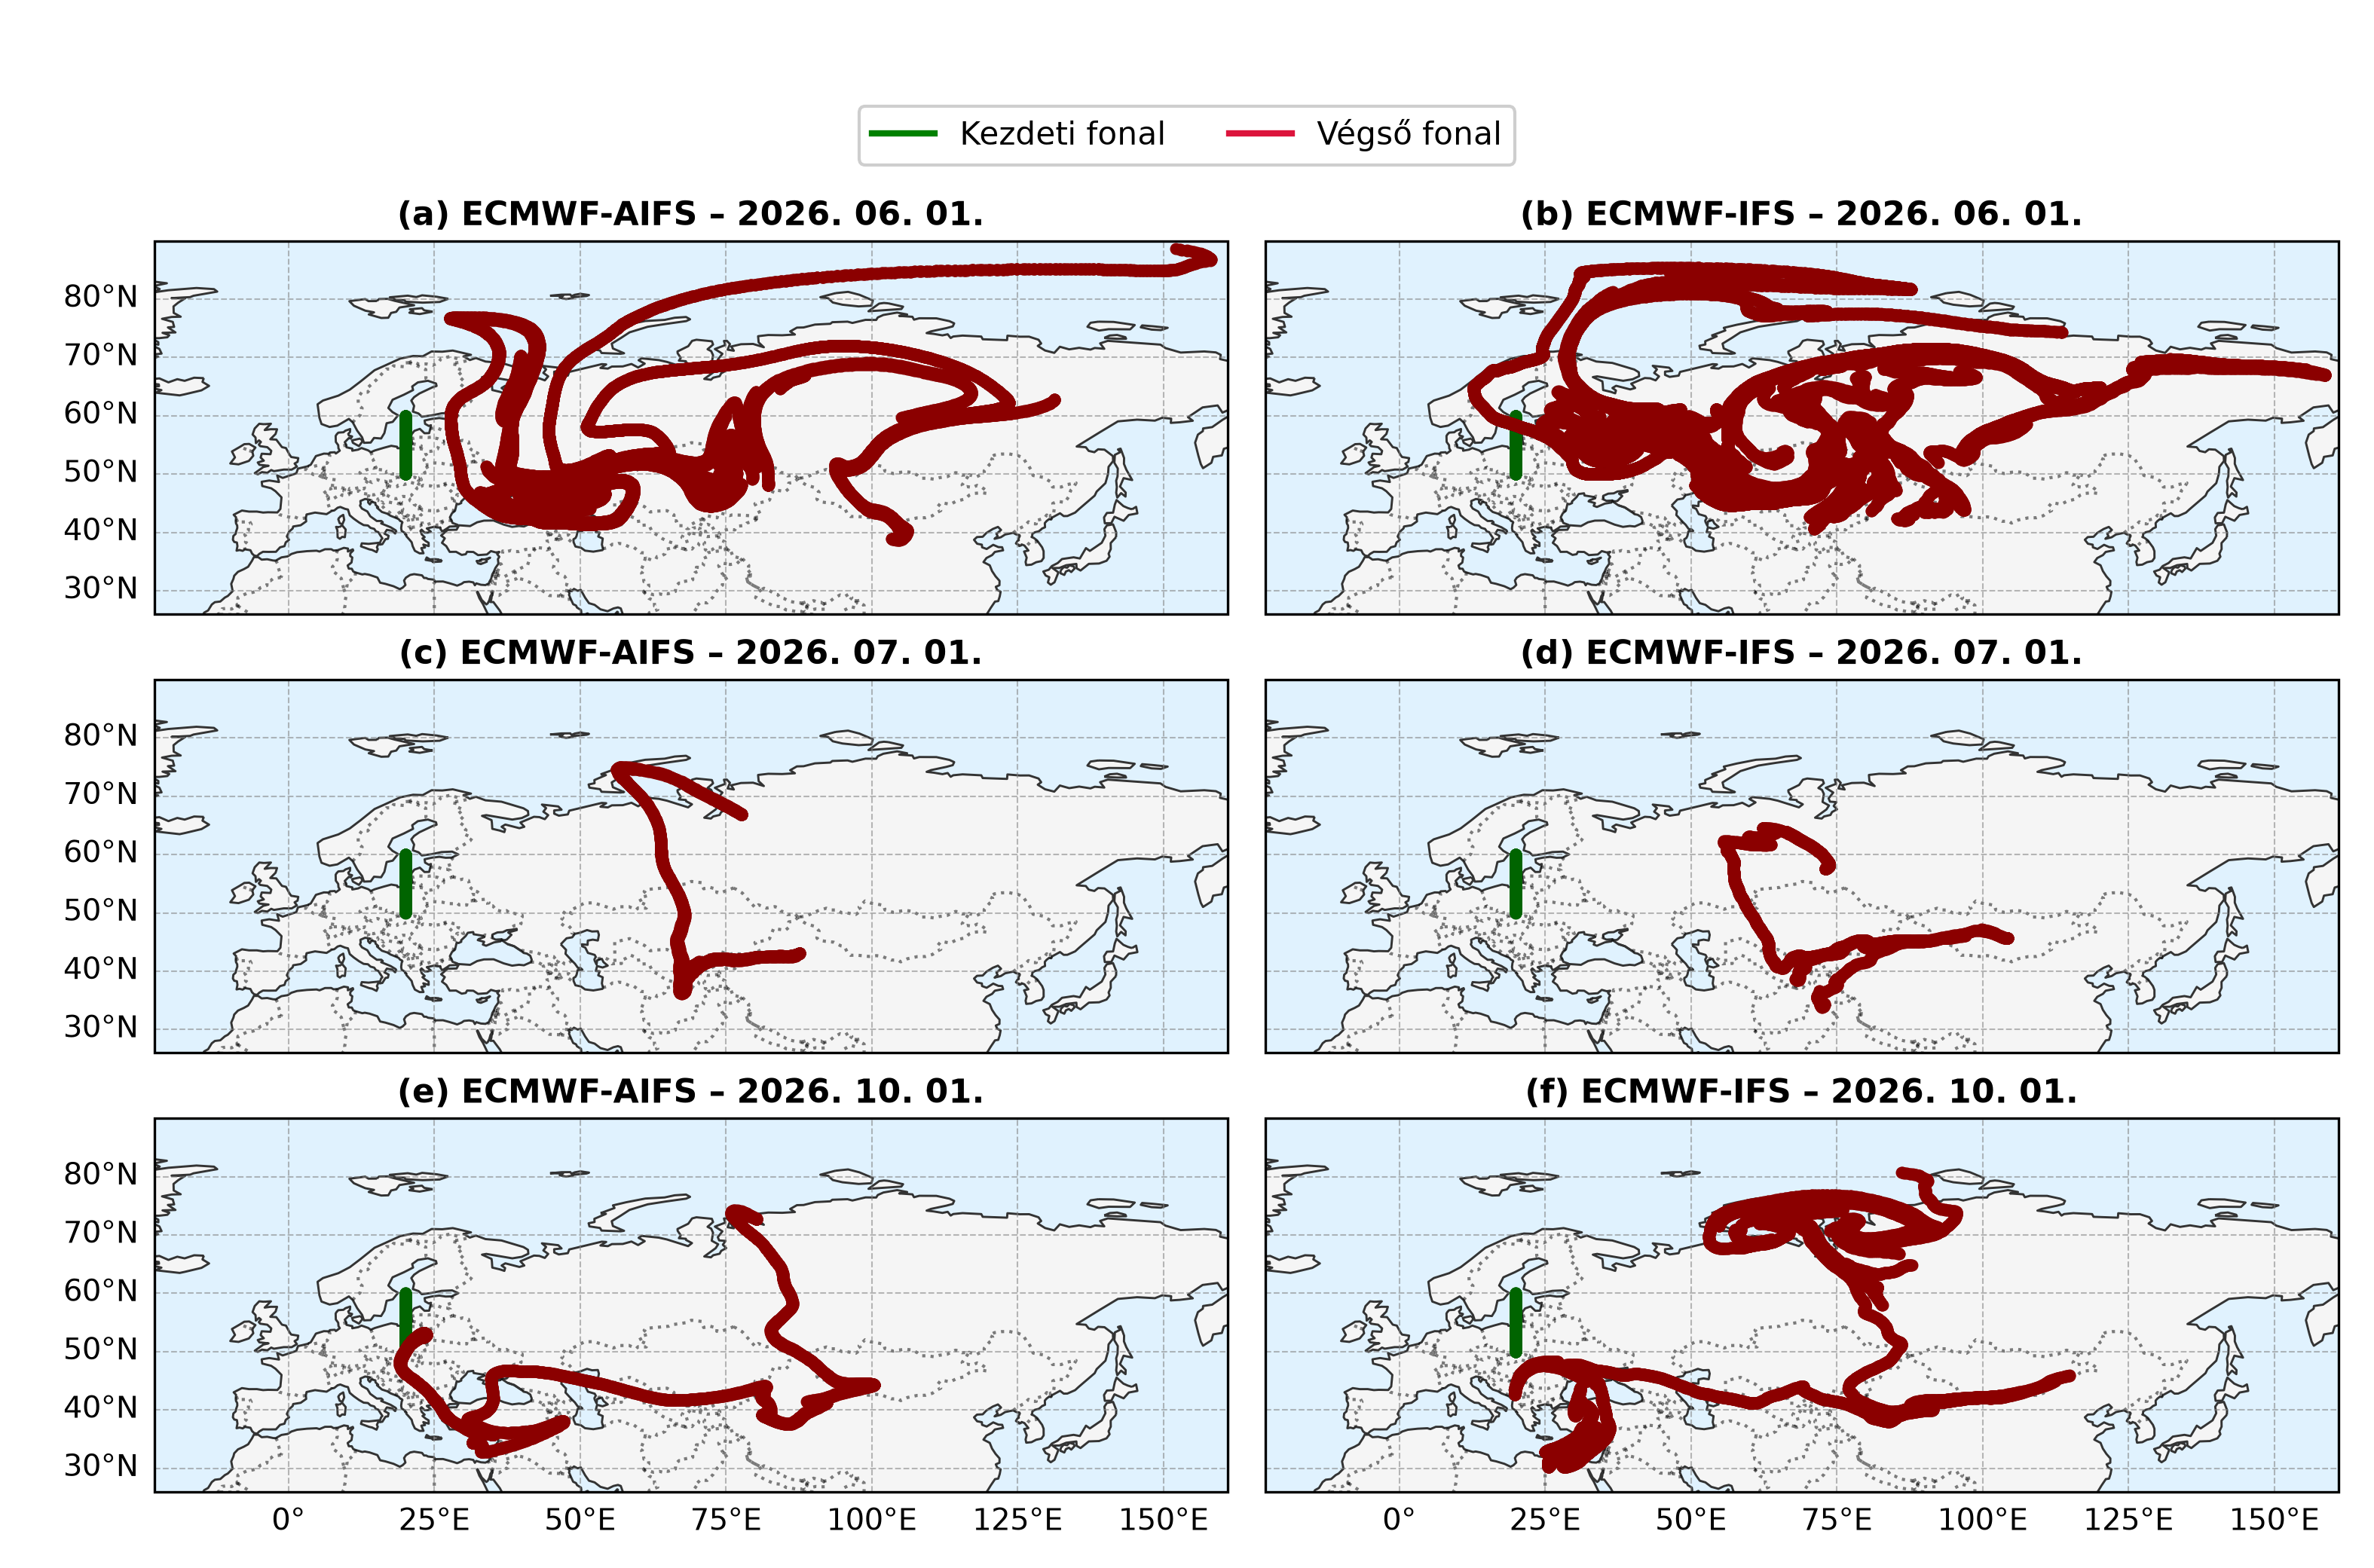 Kezdeti fonal Végső fonal
(a) ECMWF-AIFS – 2026. 06. 01.
(b) ECMWF-IFS – 2026. 06. 01.
80°N
70°N
60°N
50°N
40°N
30°N
(c) ECMWF-AIFS – 2026. 07. 01.
(d) ECMWF-IFS – 2026. 07. 01.
80°N
70°N
60°N
50°N
40°N
30°N
(e) ECMWF-AIFS – 2026. 10. 01.
(f) ECMWF-IFS – 2026. 10. 01.
80°N
70°N
60°N
50°N
40°N
30°N
0° 25°E 50°E 75°E 100°E 125°E 150°E
0° 25°E 50°E 75°E 100°E 125°E 150°E